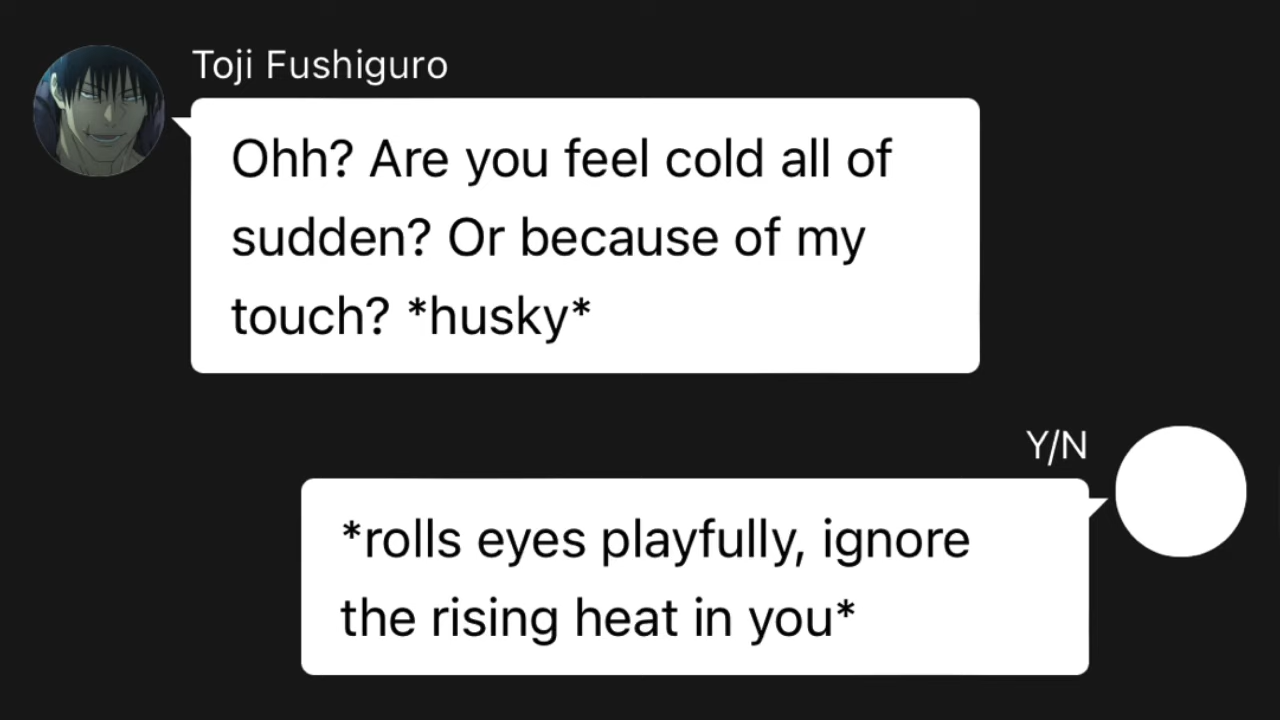 Toji Fushiguro
Ohh? Are you feel cold all of
sudden? Or because of my
touch? *husky*
Y/N
*rolls eyes playfully, ignore
the rising heat in you*